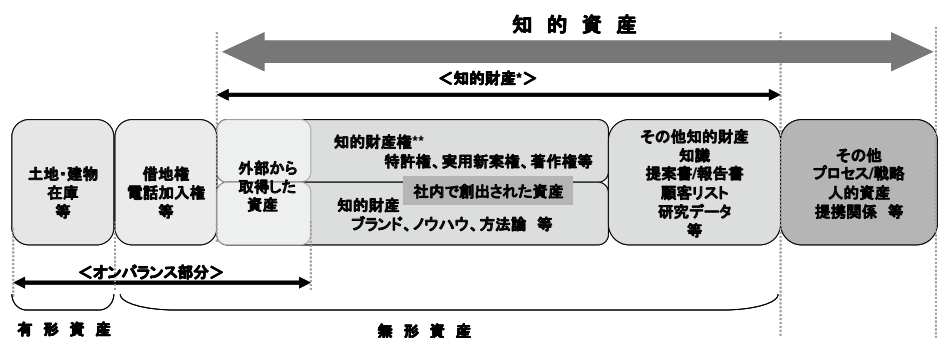 知 的 資 産
＜知的財産*＞
土地・建物
在庫
等
借地権
電話加入権
等
外部から
取得した
資産
知的財産権**
特許権、実用新案権、著作権等
社内で創出された資産
知的財産
ブランド、ノウハウ、方法論 等
その他知的財産
知識
提案書/報告書
顧客リスト
研究データ
等
その他
プロセス/戦略
人的資産
提携関係 等
＜オンバランス部分＞
有 形 資 産
無 形 資 産